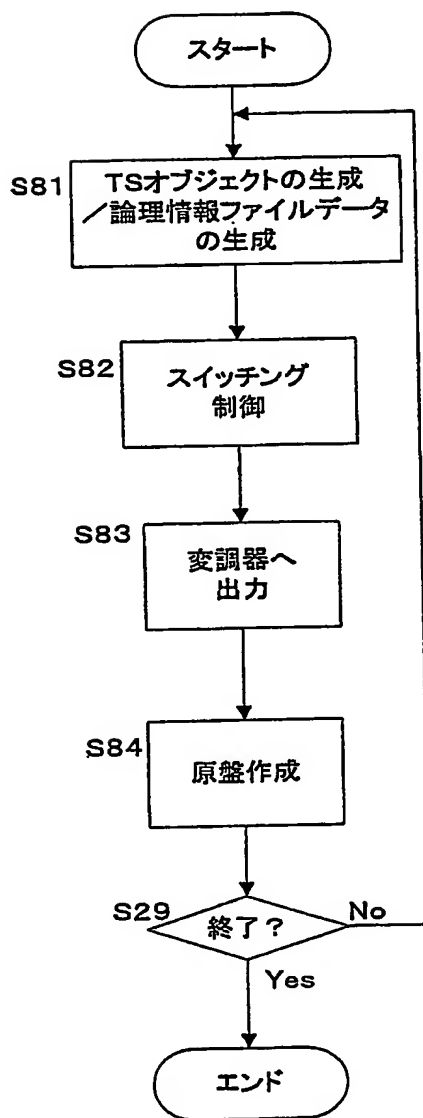 スタート
S81
TSオブジェクトの生成
／論理情報ファイルデータ
の生成
S82
スイッチング
制御
S83
変調器へ
出力
S84
原盤作成
S29
終了？
No
Yes
エンド